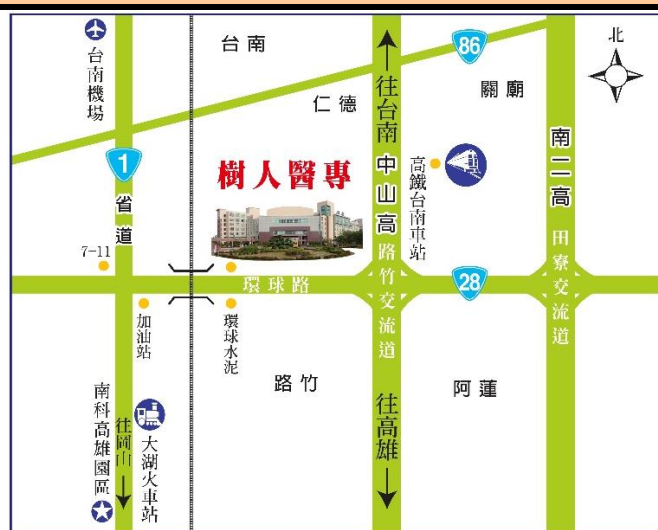 台南機場
台南
往台南
86
北
關廟
仁德
1
省道
樹人醫專
中山高
高鐵台南車站
南二高
7-11
環球路
路竹交流道
28
田寮交流道
加油站
環球水泥
路竹
阿蓮
往高雄
南科高雄園區
往岡山
大湖火車站